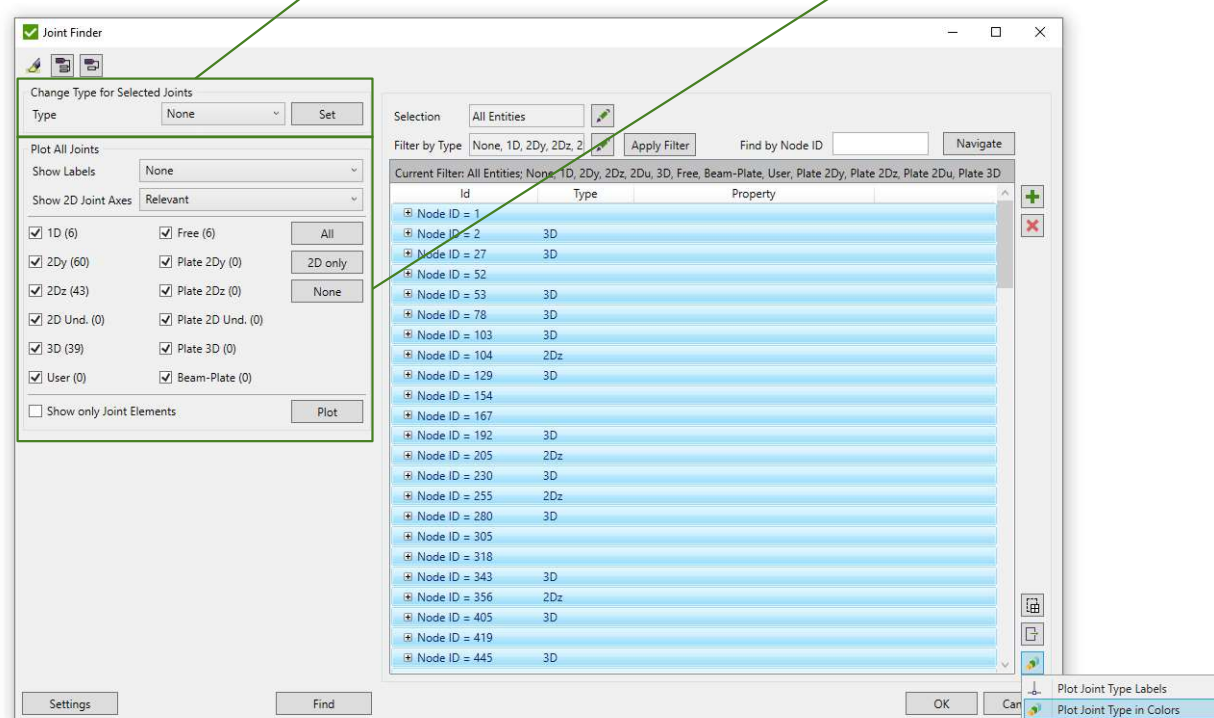 Joint Finder
Change Type for Selected Joints
Type None Set
Plot All Joints
Show Labels None
Show 2D Joint Axes Relevant
1D (6) Free (6) All
2Dy (60) Plate 2Dy (0) 2D only
2Dz (43) Plate 2Dz (0) None
2D Und. (0) Plate 2D Und. (0)
3D (39) Plate 3D (0)
User (0) Beam-Plate (0)
Show only Joint Elements Plot
Settings Find
Selection All Entities
Filter by Type None, 1D, 2Dy, 2Dz, 2 Apply Filter Find by Node ID Navigate
Current Filter: All Entities; None, 1D, 2Dy, 2Dz, 2Du, 3D, Free, Beam-Plate, User, Plate 2Dy, Plate 2Dz, Plate 2Du, Plate 3D
Id Type Property
Node ID = 1
Node ID = 2 3D
Node ID = 27 3D
Node ID = 52
Node ID = 53 3D
Node ID = 78 3D
Node ID = 103 3D
Node ID = 104 2Dz
Node ID = 129 3D
Node ID = 154
Node ID = 167
Node ID = 192 3D
Node ID = 205 2Dz
Node ID = 230 3D
Node ID = 255 2Dz
Node ID = 280 3D
Node ID = 305
Node ID = 318
Node ID = 343 3D
Node ID = 356 2Dz
Node ID = 405 3D
Node ID = 419
Node ID = 445 3D
OK Can
Plot Joint Type Labels
Plot Joint Type in Colors